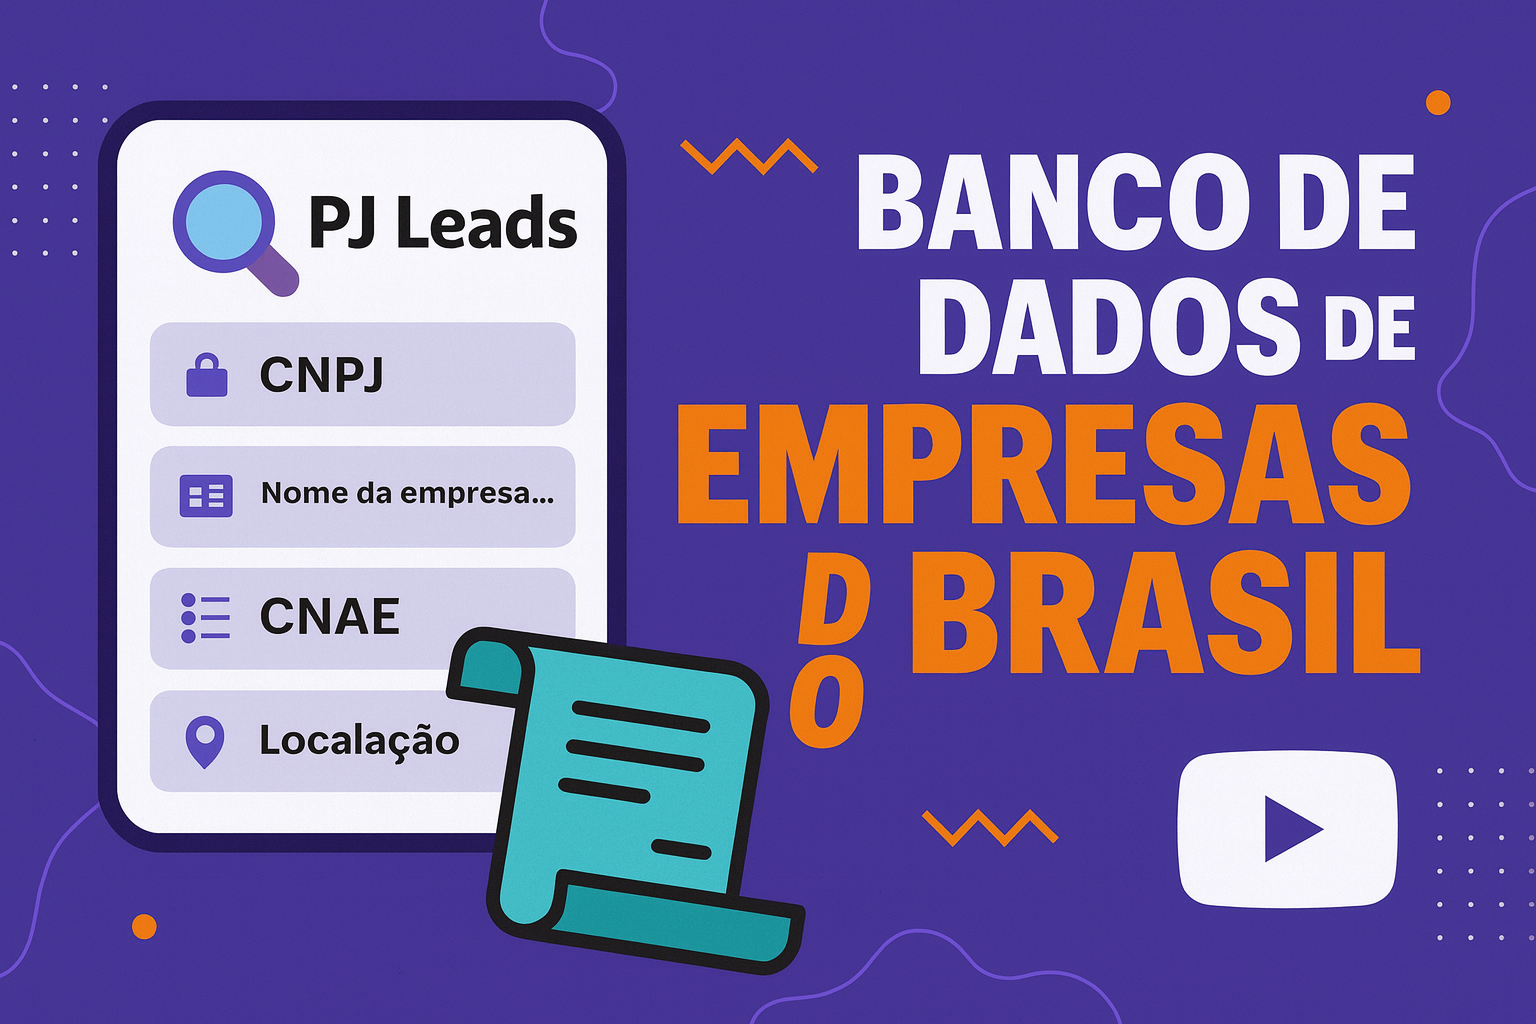 PJ Leads
CNPJ
Nome da empresa...
CNAE
Localação
BANCO DE
DADOS DE
EMPRESAS
DO BRASIL